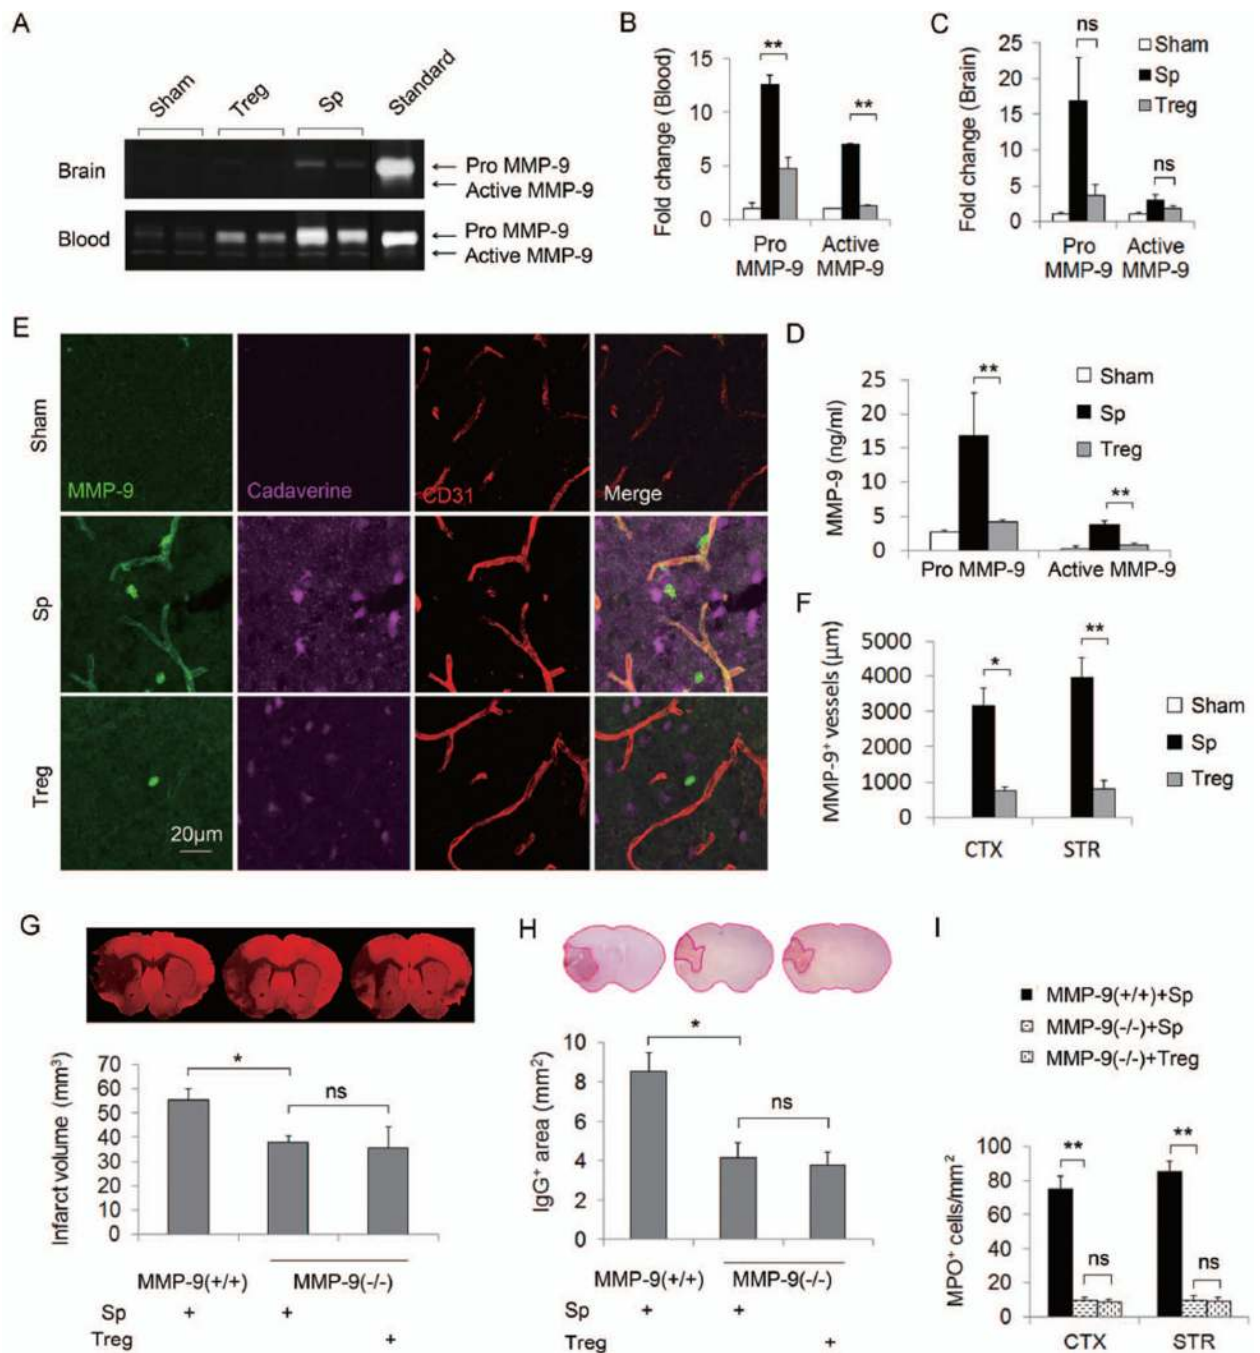 A
Sham
Treg
Sp
Standard
Brain
Pro MMP-9
Active MMP-9
Blood
Pro MMP-9
Active MMP-9
B
Fold change (Blood)
15
10
5
0
**
**
Pro
MMP-9
Active
MMP-9
C
Fold change (Brain)
25
20
15
10
5
0
ns
ns
Sham
Sp
Treg
Pro
MMP-9
Active
MMP-9
E
Sham
MMP-9
Cadaverine
CD31
Merge
Sp
Treg
20µm
D
MMP-9 (ng/ml)
25
20
15
10
5
0
**
**
Sham
Sp
Treg
Pro MMP-9
Active MMP-9
F
MMP-9⁺ vessels (µm)
5000
4000
3000
2000
1000
0
*
**
Sham
Sp
Treg
CTX
STR
G
Infarct volume (mm³)
70
60
50
40
30
20
10
0
*
ns
MMP-9(+/+)
MMP-9(-/-)
Sp + +
Treg +
H
IgG⁺ area (mm²)
10
8
6
4
2
0
*
ns
MMP-9(+/+)
MMP-9(-/-)
Sp + +
Treg +
I
MMP-9(+/+)+Sp
MMP-9(-/-)+Sp
MMP-9(-/-)+Treg
MPO⁺ cells/mm²
100
80
60
40
20
0
**
ns
**
ns
CTX
STR